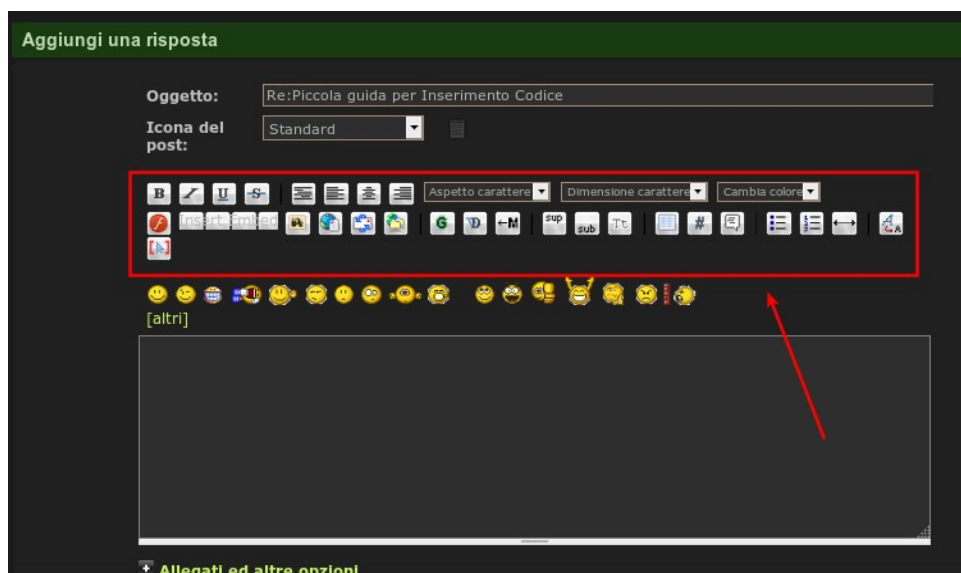 Aggiungi una risposta
Oggetto: Re:Piccola guida per Inserimento Codice
Icona del post: Standard
B I U S Aspetto carattere Dimensione carattere Cambia colore
Insert Embed G M sup sub Tt #
[altri]
Allegati ed altre opzioni